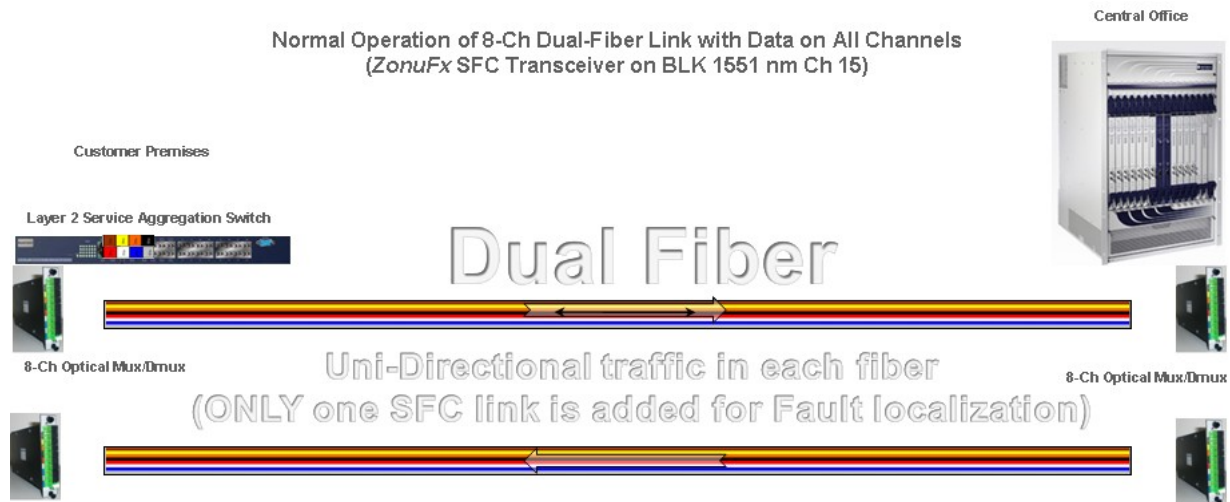 Central Office
Normal Operation of 8-Ch Dual-Fiber Link with Data on All Channels
(ZonuFx SFC Transceiver on BLK 1551 nm Ch 15)
Customer Premises
Layer 2 Service Aggregation Switch
Dual Fiber
8-Ch Optical Mux/Dmux
Uni-Directional traffic in each fiber
8-Ch Optical Mux/Dmux
(ONLY one SFC link is added for Fault localization)